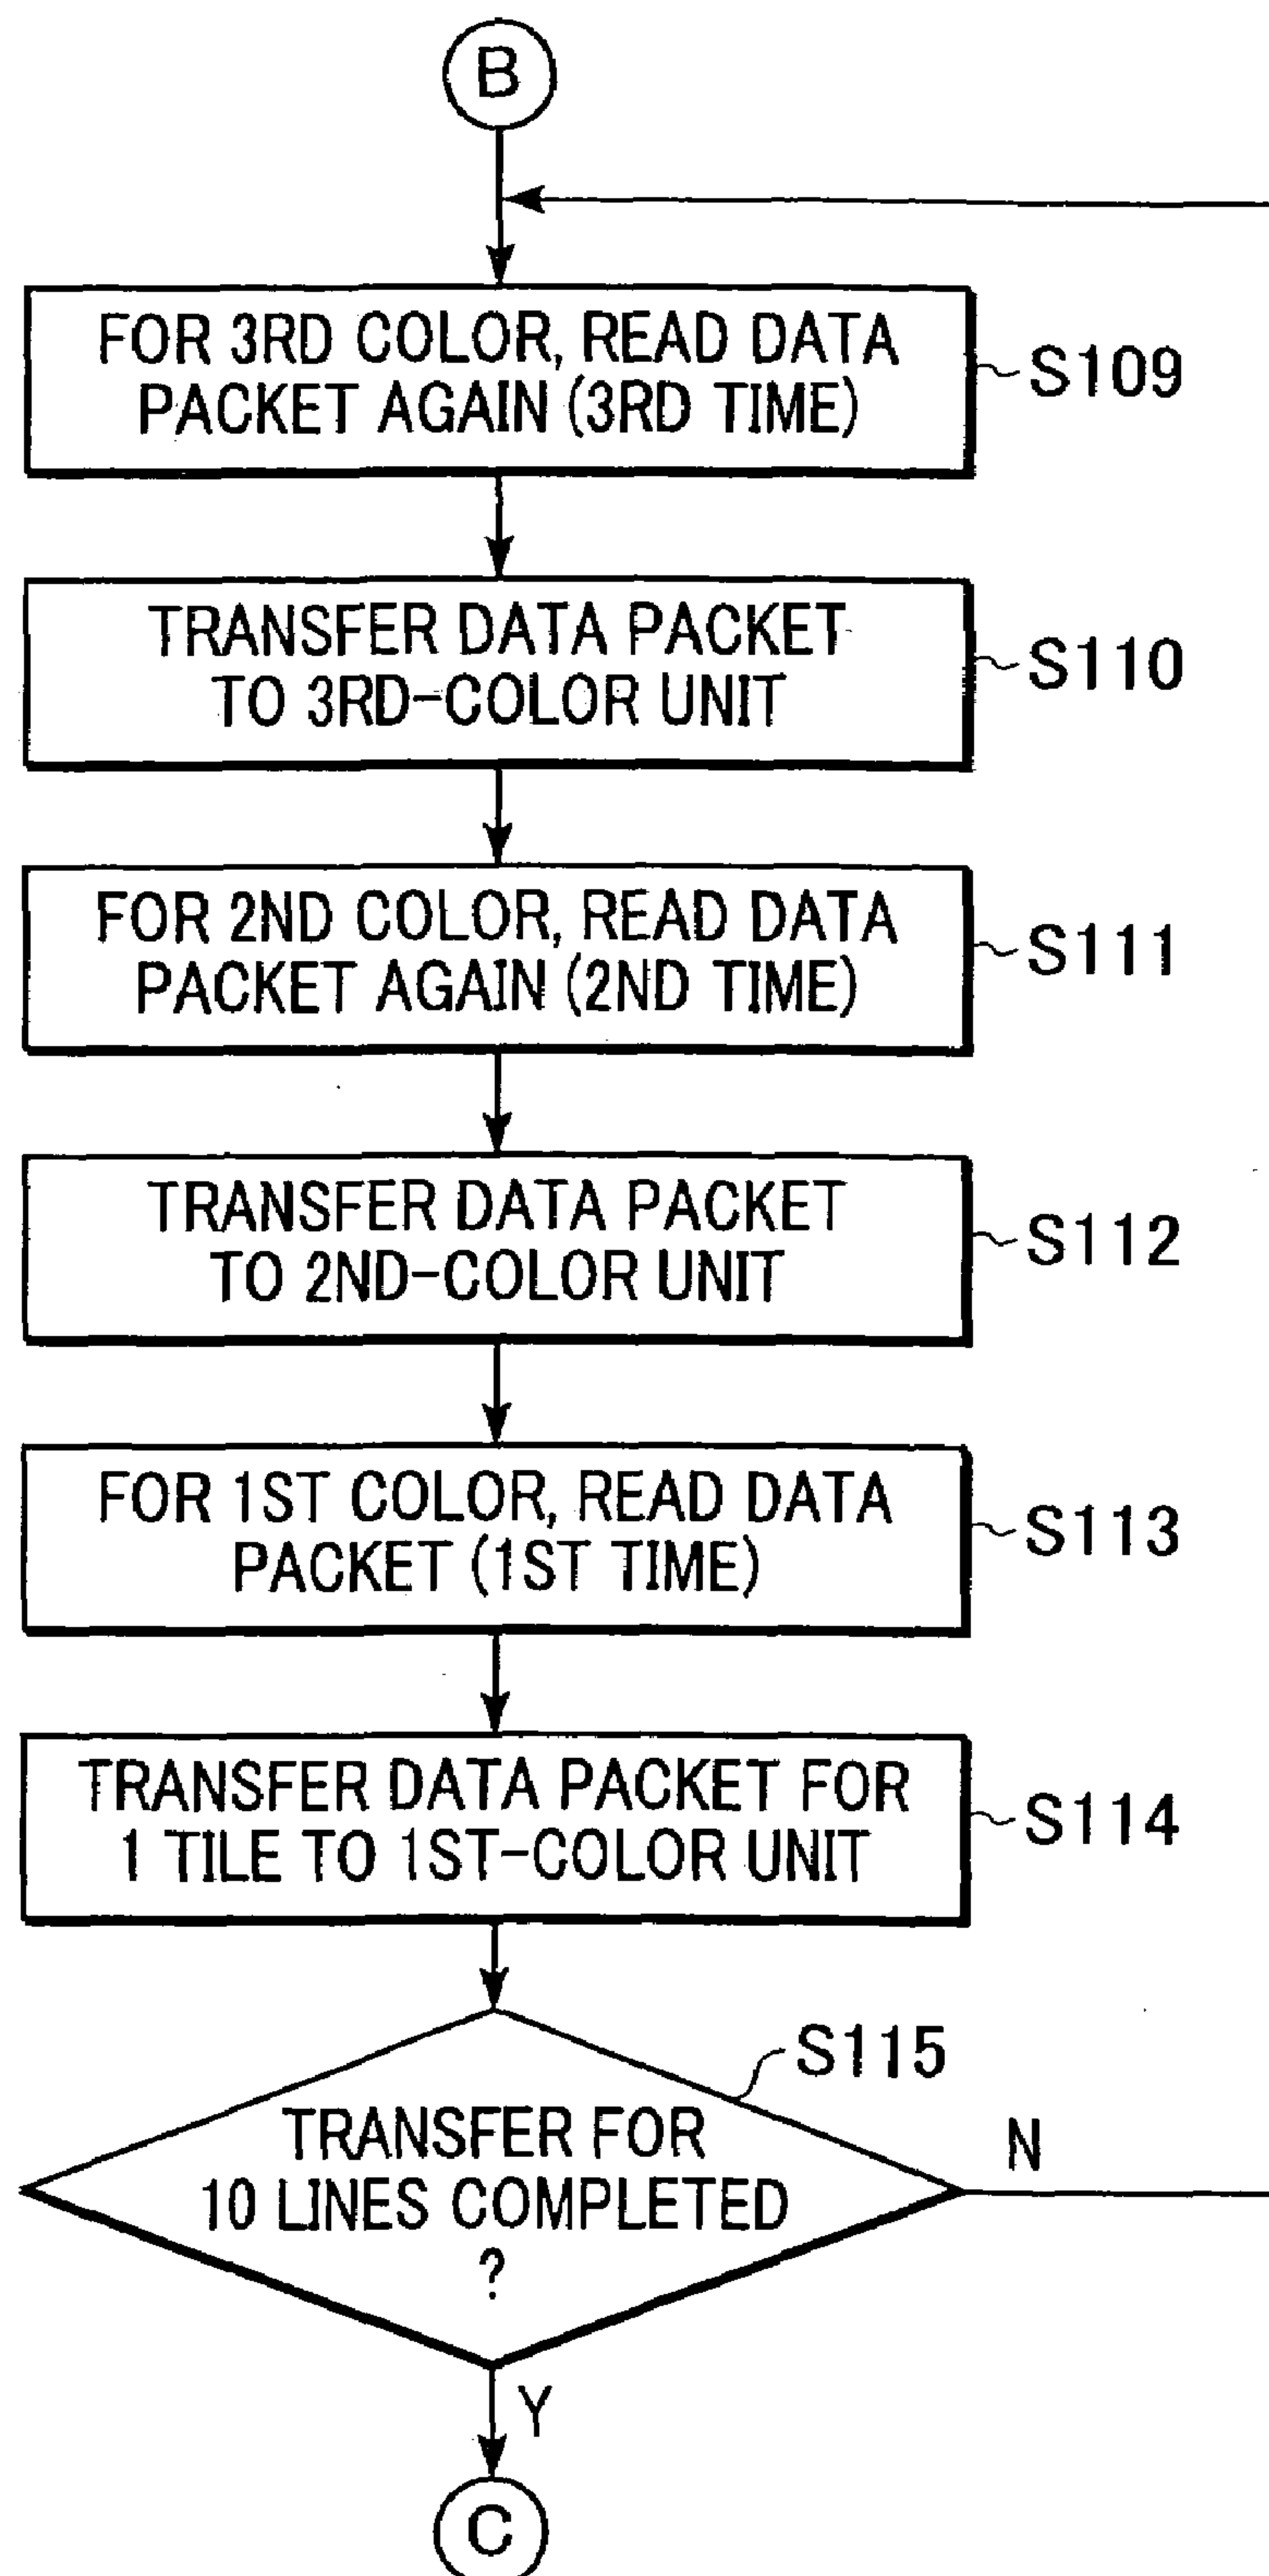 B
FOR 3RD COLOR, READ DATA
PACKET AGAIN (3RD TIME)
S109
TRANSFER DATA PACKET
TO 3RD-COLOR UNIT
S110
FOR 2ND COLOR, READ DATA
PACKET AGAIN (2ND TIME)
S111
TRANSFER DATA PACKET
TO 2ND-COLOR UNIT
S112
FOR 1ST COLOR, READ DATA
PACKET (1ST TIME)
S113
TRANSFER DATA PACKET FOR
1 TILE TO 1ST-COLOR UNIT
S114
S115
TRANSFER FOR
10 LINES COMPLETED
?
N
Y
C